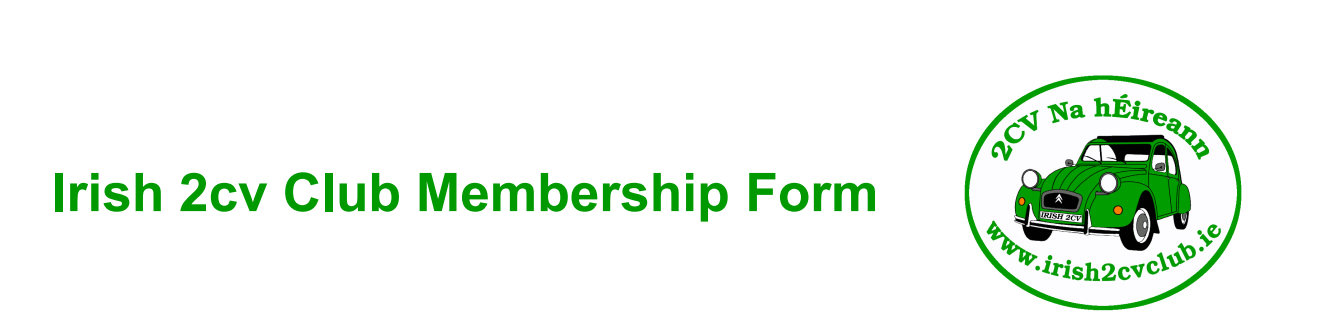 Irish 2cv Club Membership Form
2CV Na hÉireann
IRISH 2CV
www.irish2cvclub.ie